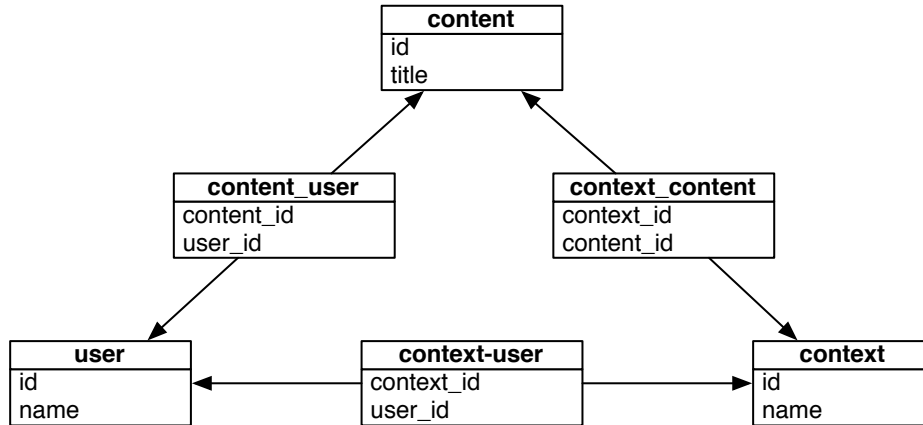 content
id
title
content_user
content_id
user_id
context_content
context_id
content_id
user
id
name
context-user
context_id
user_id
context
id
name